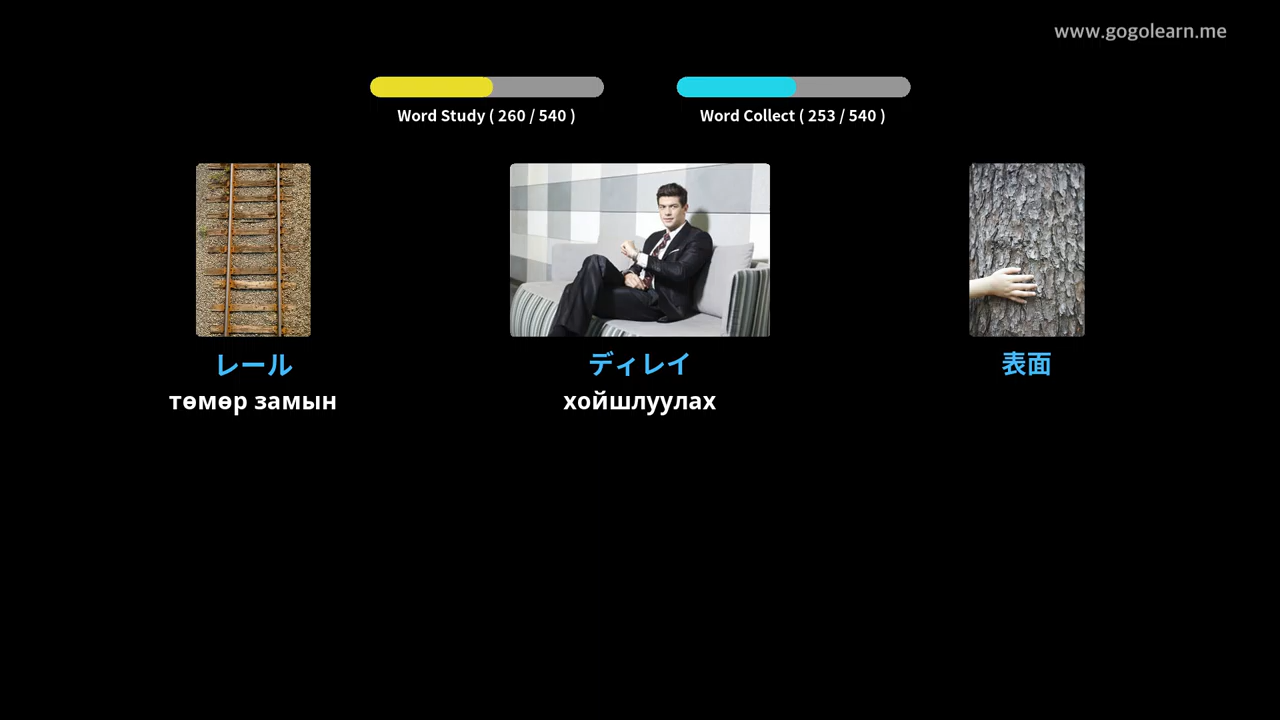 www.gogolearn.me
Word Study ( 260 / 540 )
Word Collect ( 253 / 540 )
レール
ディレイ
表面
төмөр замын
хойшлуулах